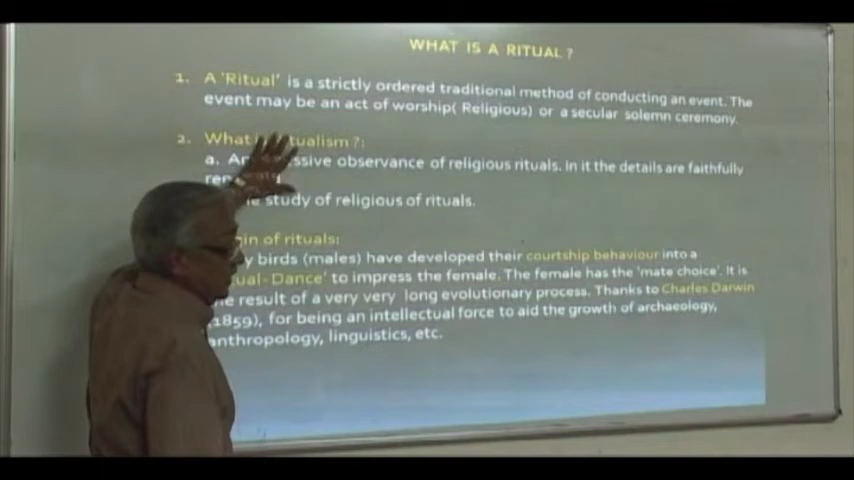 WHAT IS A RITUAL ?
1. A 'Ritual' is a strictly ordered traditional method of conducting an event. The
event may be an act of worship( Religious) or a secular solemn ceremony.
2. What tualism ?:
a. An ssive observance of religious rituals. In it the details are faithfully
study of religious of rituals.
in of rituals:
y birds (males) have developed their courtship behaviour into a
tual-Dance' to impress the female. The female has the 'mate choice'. It is
the result of a very very long evolutionary process. Thanks to Charles Darwin
(1859), for being an intellectual force to aid the growth of archaeology,
anthropology, linguistics, etc.